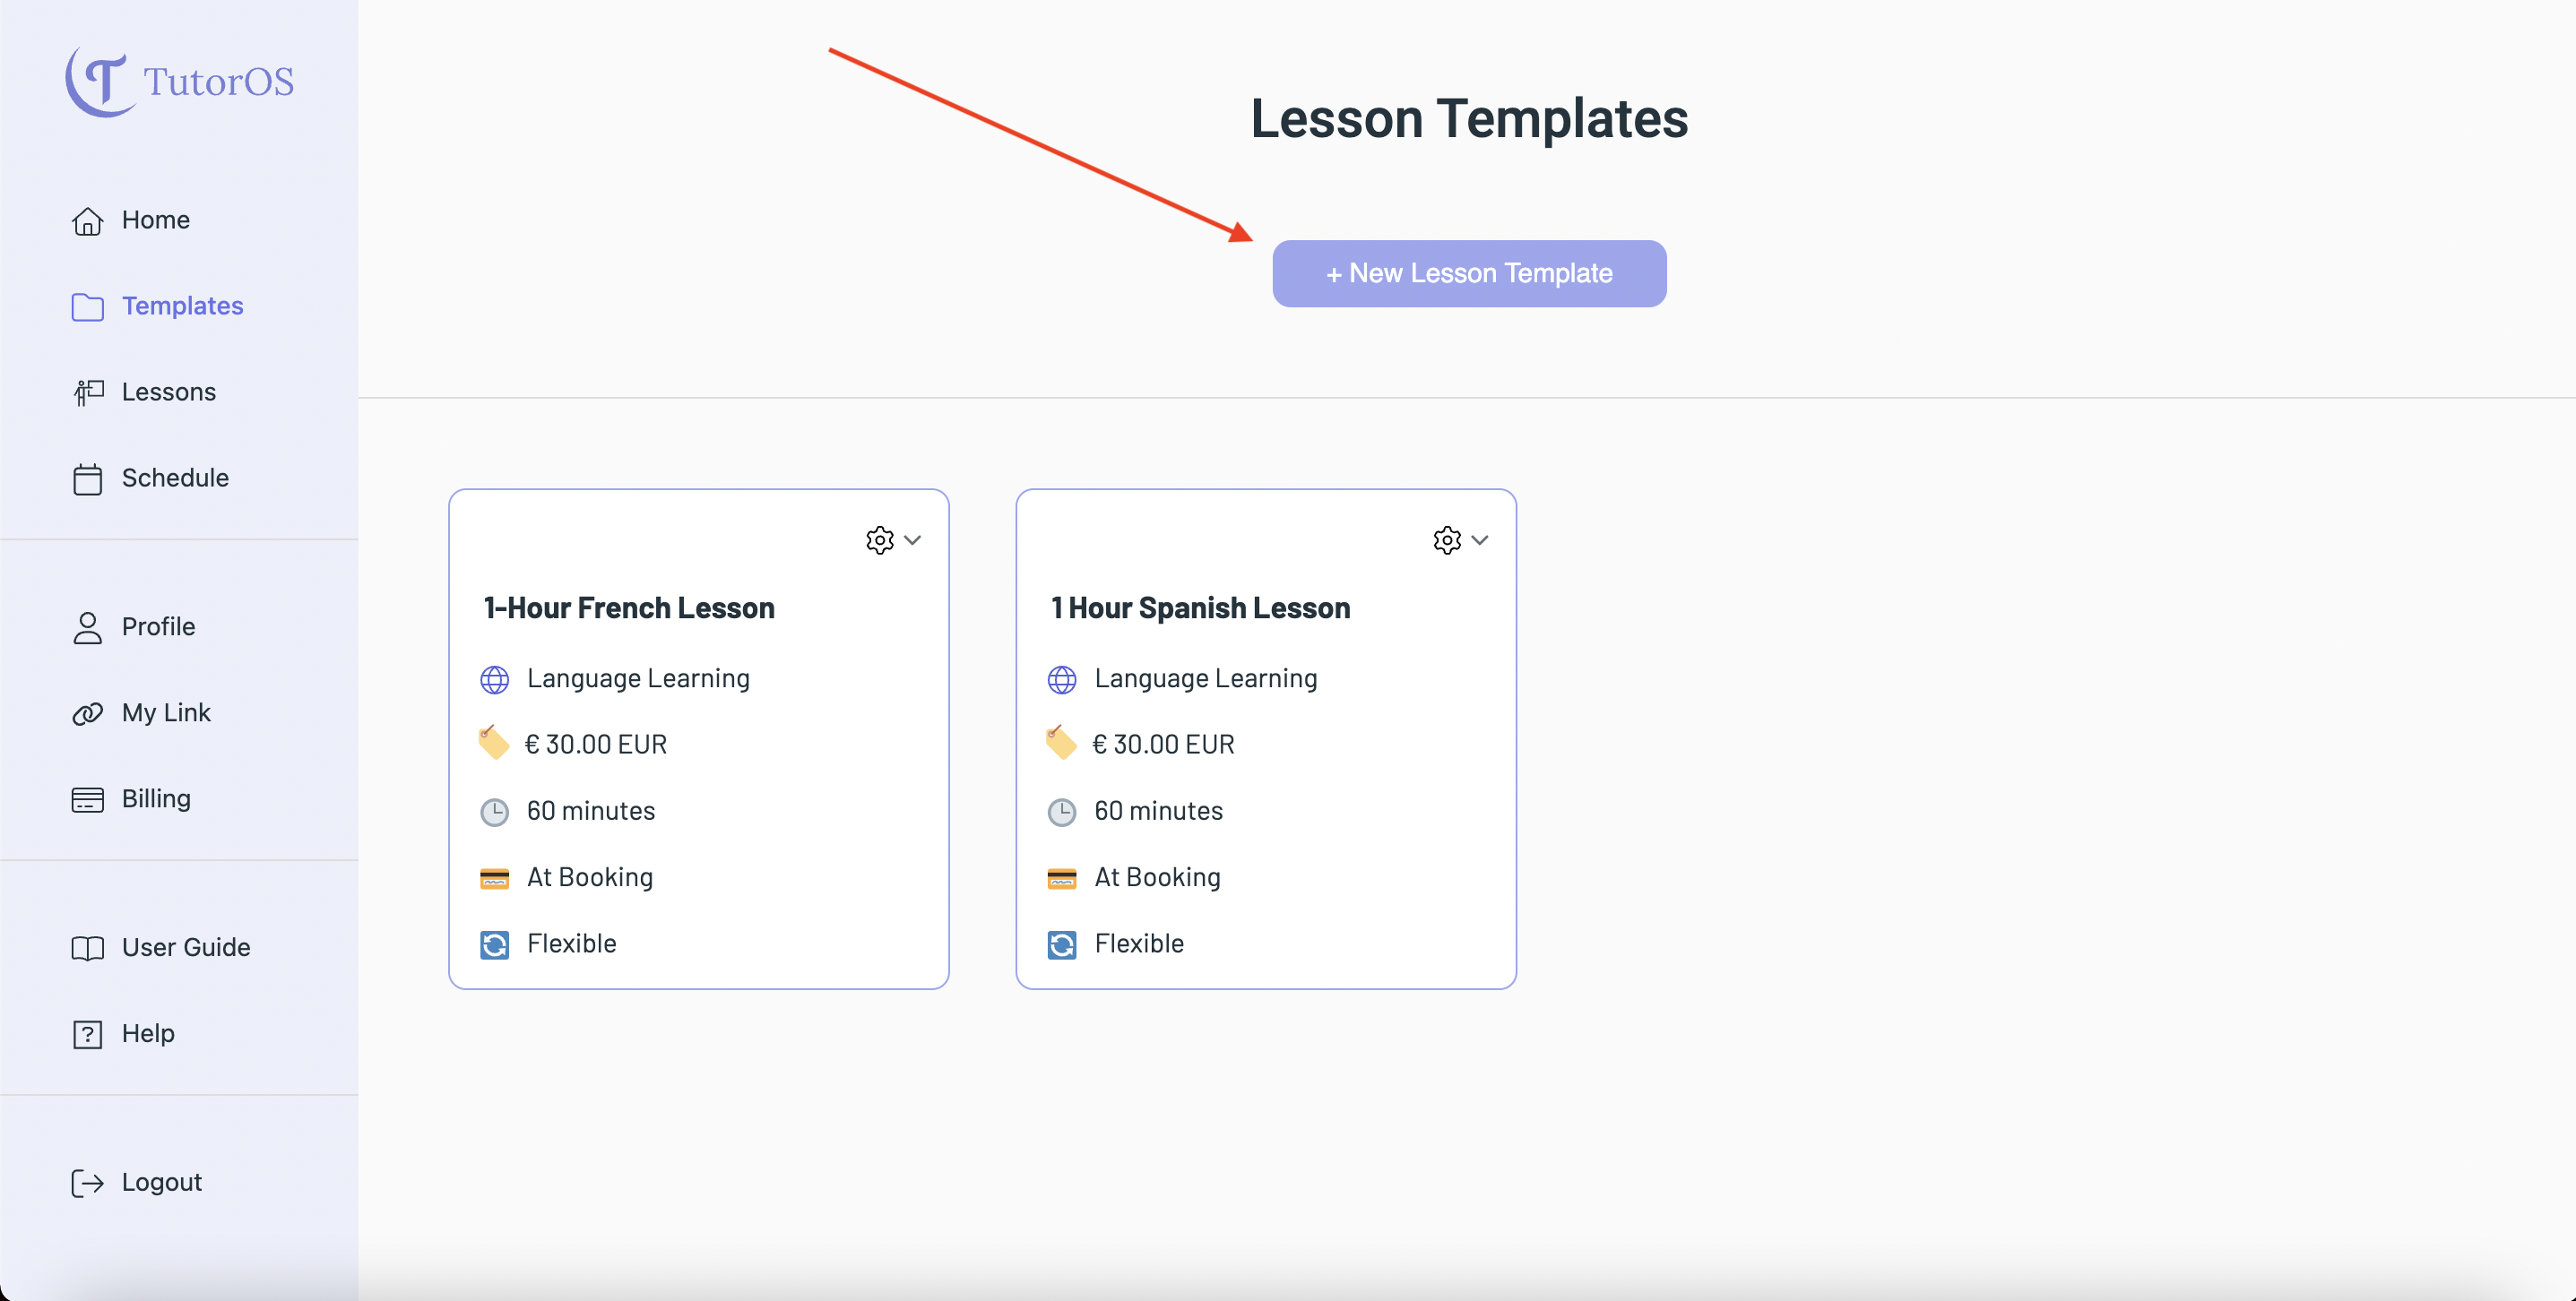 TutorOS
Home
Templates
Lessons
Schedule
Profile
My Link
Billing
User Guide
Help
Logout
Lesson Templates
+ New Lesson Template
1-Hour French Lesson
Language Learning
€ 30.00 EUR
60 minutes
At Booking
Flexible
1 Hour Spanish Lesson
Language Learning
€ 30.00 EUR
60 minutes
At Booking
Flexible